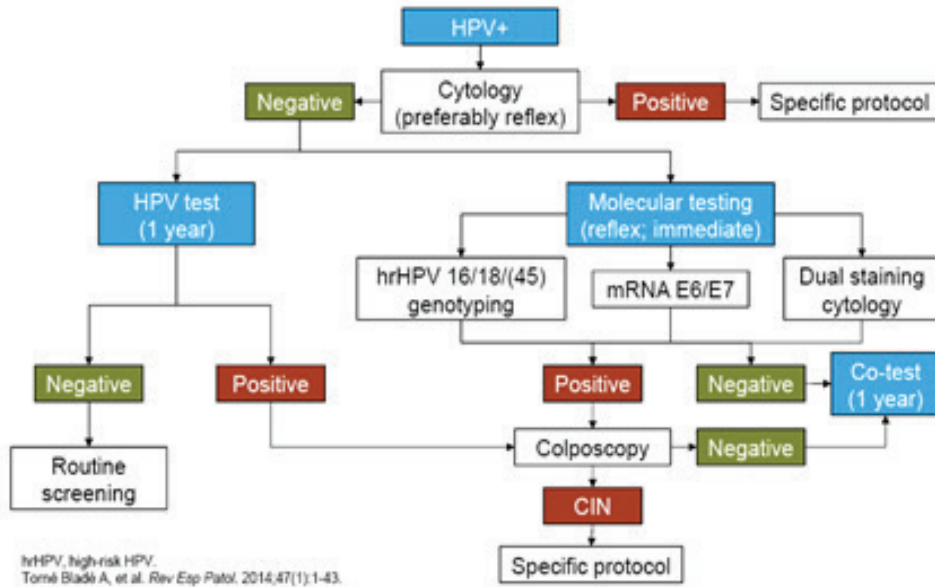 HPV+
Cytology
(preferably reflex)
Negative
Positive
Specific protocol
HPV test
(1 year)
Molecular testing
(reflex; immediate)
hrHPV 16/18/(45)
genotyping
mRNA E6/E7
Dual staining
cytology
Negative
Positive
Positive
Negative
Co-test
(1 year)
Routine
screening
Colposcopy
Negative
CIN
Specific protocol
hrHPV, high-risk HPV.
Torné Bladé A, et al. Rev Esp Patol. 2014;47(1):1-43.